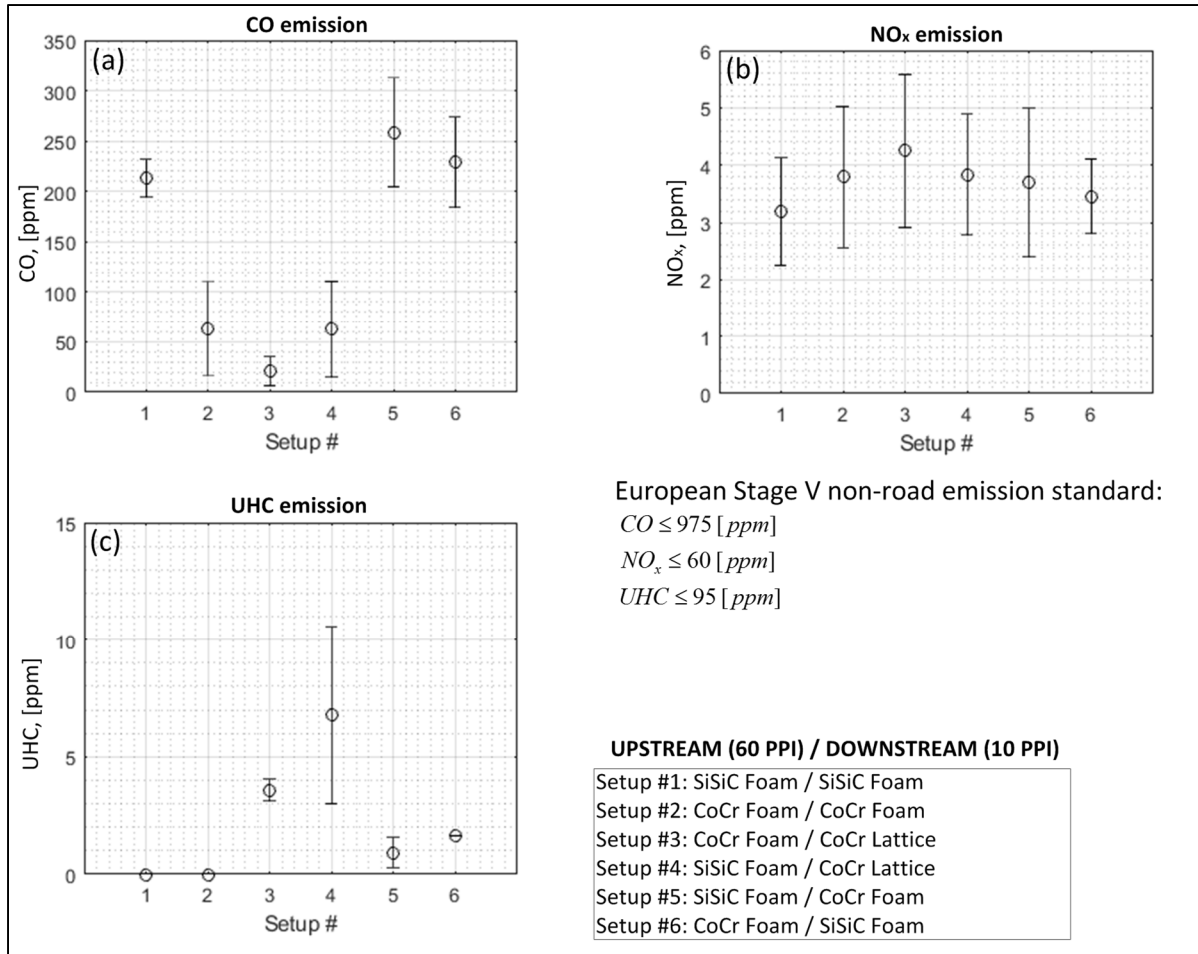 CO emission
(a)
350
300
250
200
150
100
50
0
CO, [ppm]
1 2 3 4 5 6
Setup #
NOₓ emission
(b)
6
5
4
3
2
1
0
NOₓ, [ppm]
1 2 3 4 5 6
Setup #
UHC emission
(c)
15
10
5
0
UHC, [ppm]
1 2 3 4 5 6
Setup #
European Stage V non-road emission standard:
CO ≤ 975 [ppm]
NOₓ ≤ 60 [ppm]
UHC ≤ 95 [ppm]
UPSTREAM (60 PPI) / DOWNSTREAM (10 PPI)
Setup #1: SiSiC Foam / SiSiC Foam
Setup #2: CoCr Foam / CoCr Foam
Setup #3: CoCr Foam / CoCr Lattice
Setup #4: SiSiC Foam / CoCr Lattice
Setup #5: SiSiC Foam / CoCr Foam
Setup #6: CoCr Foam / SiSiC Foam